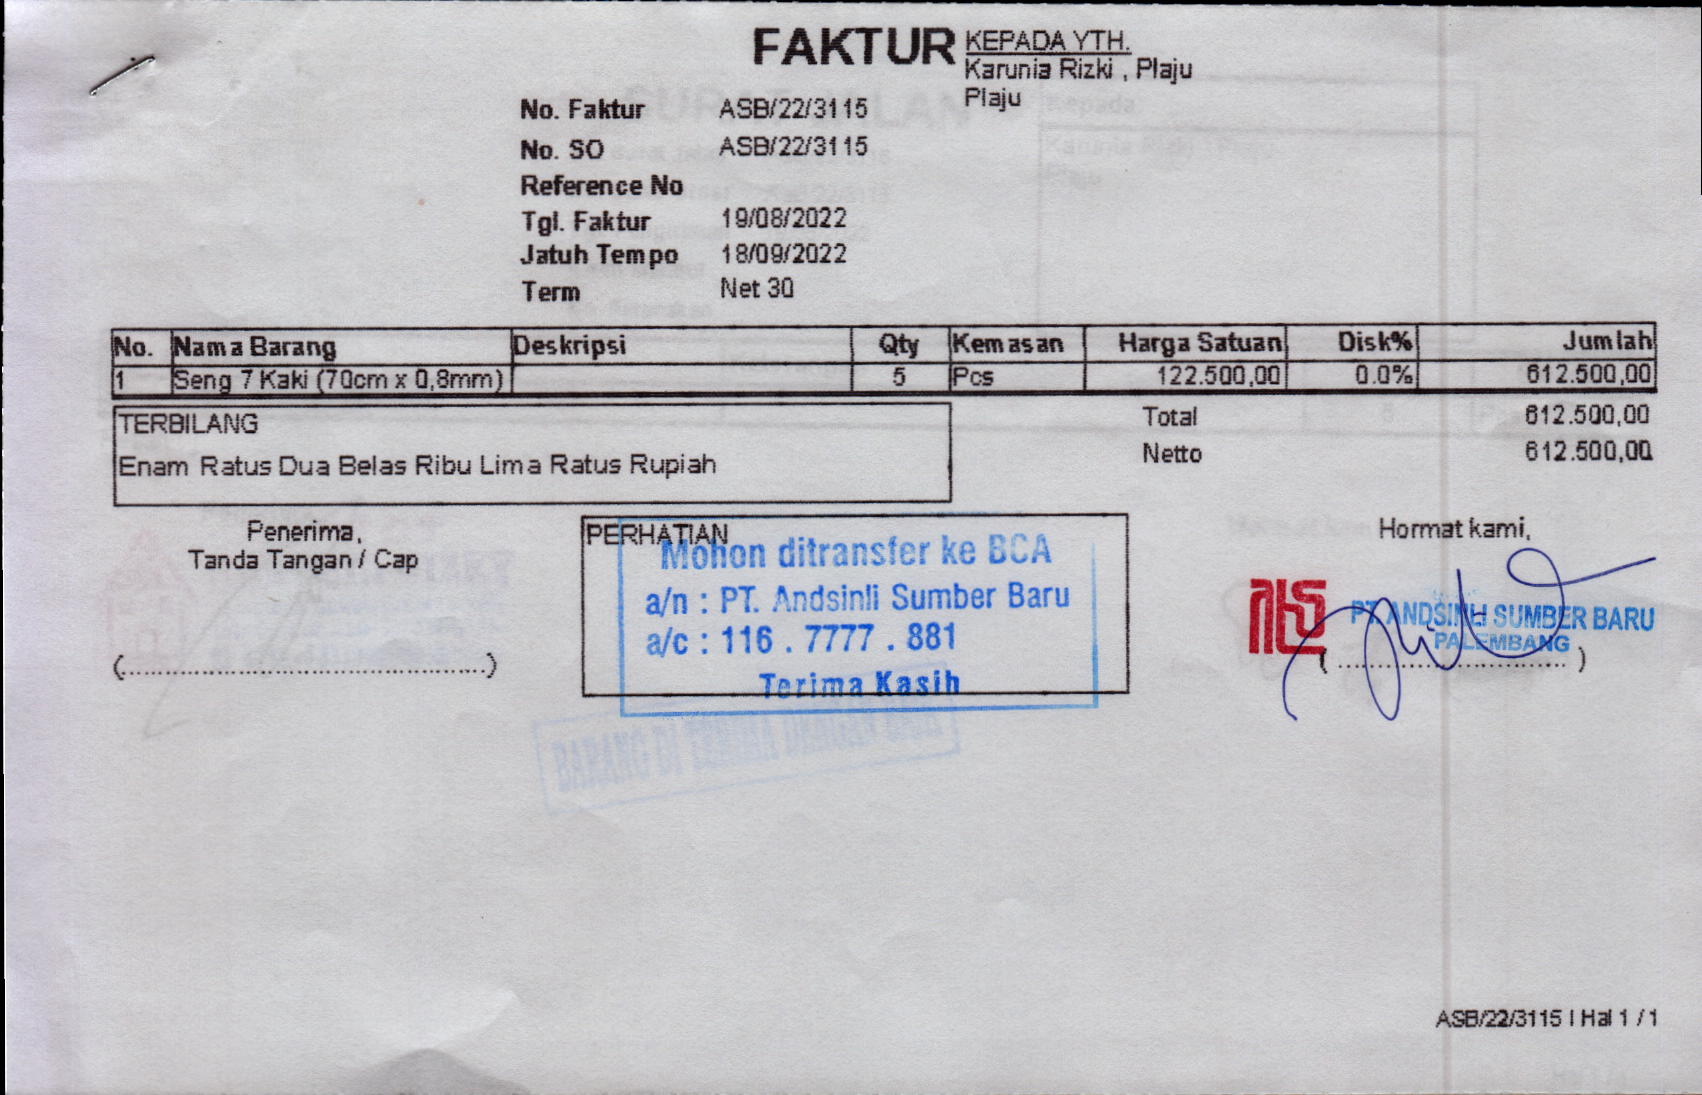 FAKTUR
KEPADA YTH.
Karunia Rizki , Plaju
Plaju
No. Faktur ASB/22/3115
No. SO ASB/22/3115
Reference No
Tgl. Faktur 19/08/2022
Jatuh Tempo 18/09/2022
Term Net 30
No. Nama Barang Deskripsi Qty Kemasan Harga Satuan Disk% Jumlah
1 Seng 7 Kaki (70cm x 0,8mm) 5 Pcs 122.500,00 0.0% 612.500,00
TERBILANG
Enam Ratus Dua Belas Ribu Lima Ratus Rupiah
Total 612.500,00
Netto 612.500,00
Penerima,
Tanda Tangan / Cap
(..........................................)
PERHATIAN
Mohon ditransfer ke BCA
a/n : PT. Andsinli Sumber Baru
a/c : 116 . 7777 . 881
Terima Kasih
BARANG DI TERIMA DENGAN BAIK
Hormat kami,
PT. ANDSINLI SUMBER BARU
PALEMBANG
( .......................... )
ASB/22/3115 | Hal 1 / 1